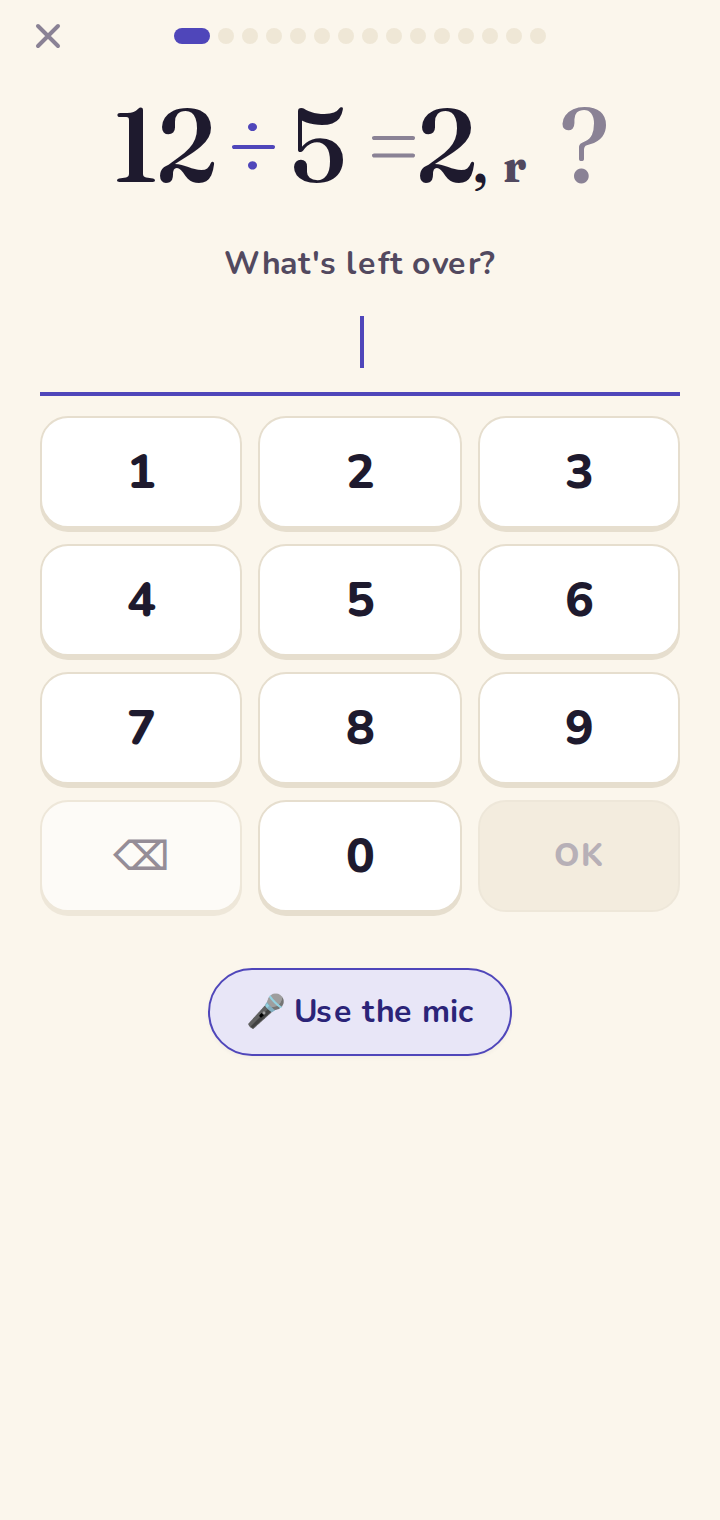 12 ÷ 5 = 2, r ?
What's left over?
1 2 3
4 5 6
7 8 9
⌫ 0 OK
🎤 Use the mic